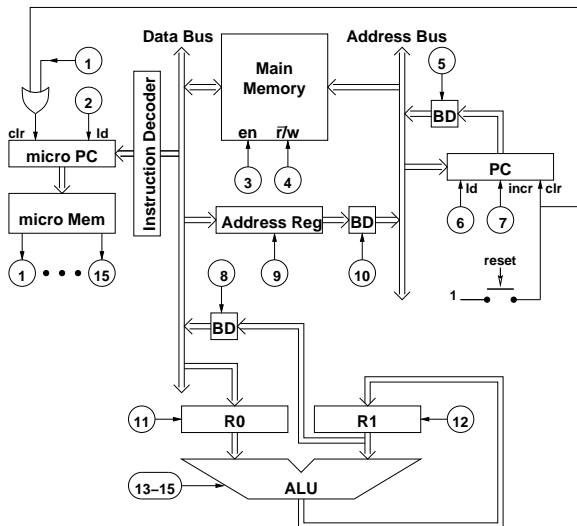 Data Bus
Address Bus
1
Main
Memory
5
2
Instruction Decoder
BD
clr
ld
en
r̅/w
micro PC
PC
3
4
ld
incr
clr
micro Mem
Address Reg
BD
6
7
1
15
9
10
reset
8
1
BD
11
R0
R1
12
13–15
ALU